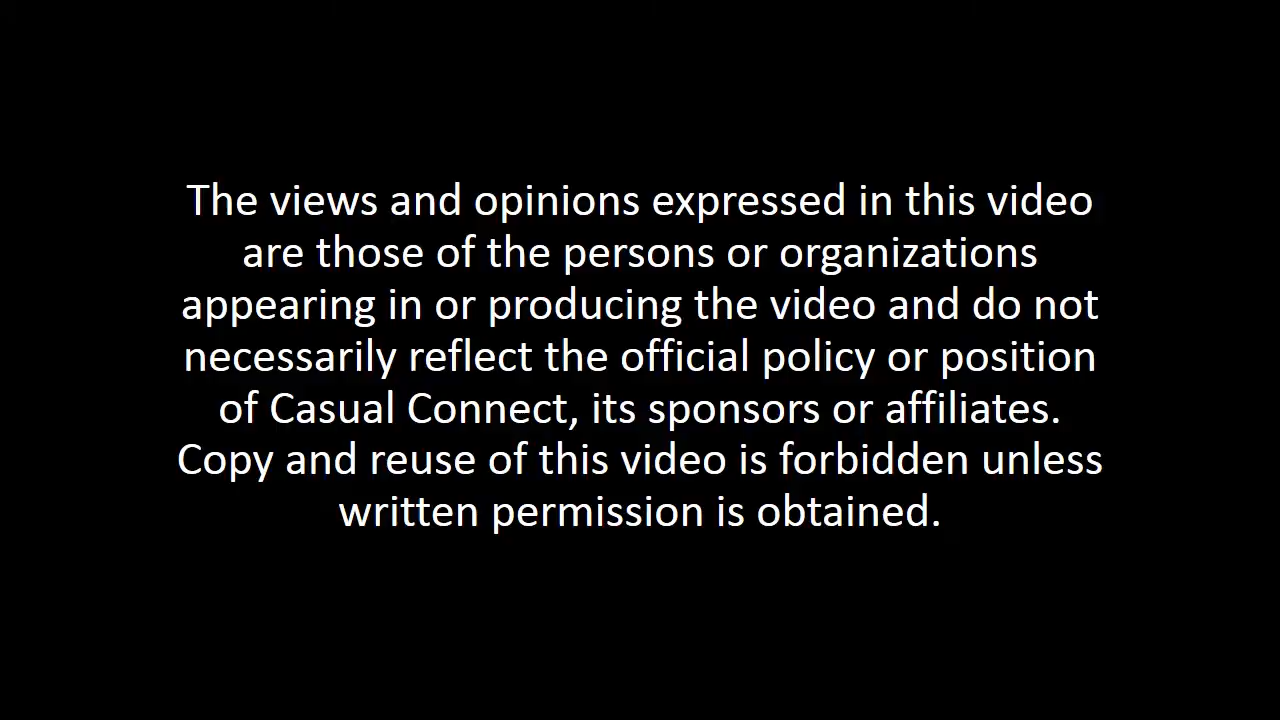 The views and opinions expressed in this video
are those of the persons or organizations
appearing in or producing the video and do not
necessarily reflect the official policy or position
of Casual Connect, its sponsors or affiliates.
Copy and reuse of this video is forbidden unless
written permission is obtained.